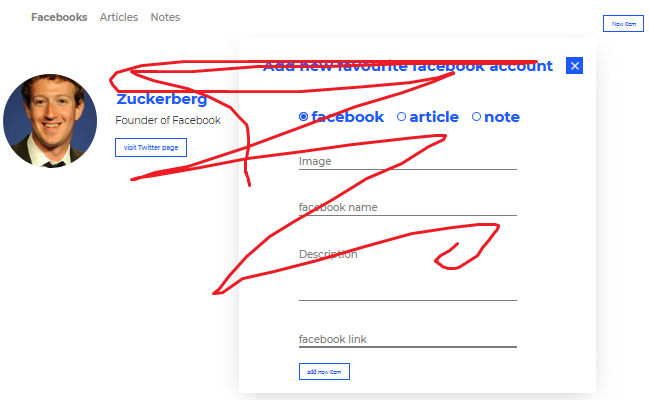 Facebooks Articles Notes
New Item
Add new favourite facebook account
Zuckerberg
Founder of Facebook
visit Twitter page
facebook article note
Image
facebook name
Description
facebook link
add new item